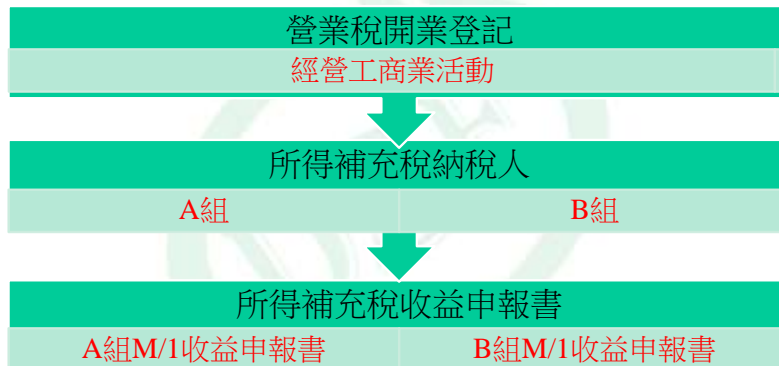 營業稅開業登記
經營工商業活動
所得補充稅納稅人
A組 B組
所得補充稅收益申報書
A組M/1收益申報書 B組M/1收益申報書